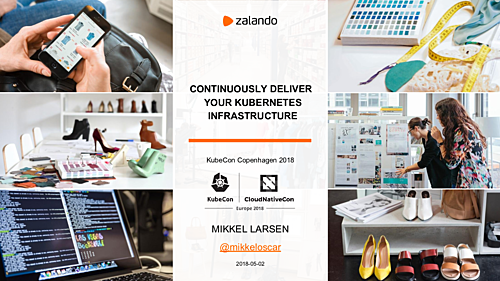 zalando
CONTINUOUSLY DELIVER
YOUR KUBERNETES
INFRASTRUCTURE
KubeCon Copenhagen 2018
KubeCon
CloudNativeCon
Europe 2018
MIKKEL LARSEN
@mikkeloscar
2018-05-02